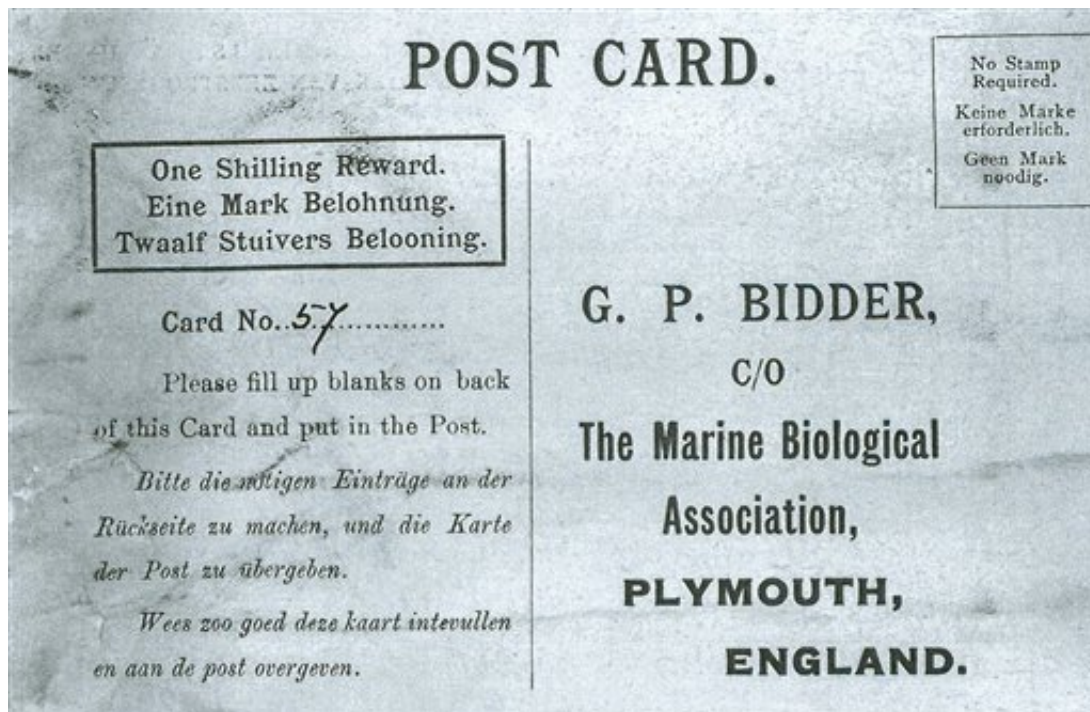 POST CARD.
No Stamp
Required.
Keine Marke
erforderlich.
Geen Mark
noodig.
One Shilling Reward.
Eine Mark Belohnung.
Twaalf Stuivers Belooning.
Card No. 57
Please fill up blanks on back
of this Card and put in the Post.
Bitte die nötigen Einträge an der
Rückseite zu machen, und die Karte
der Post zu übergeben.
Wees zoo goed deze kaart intevullen
en aan de post overgeven.
G. P. BIDDER,
C/O
The Marine Biological
Association,
PLYMOUTH,
ENGLAND.